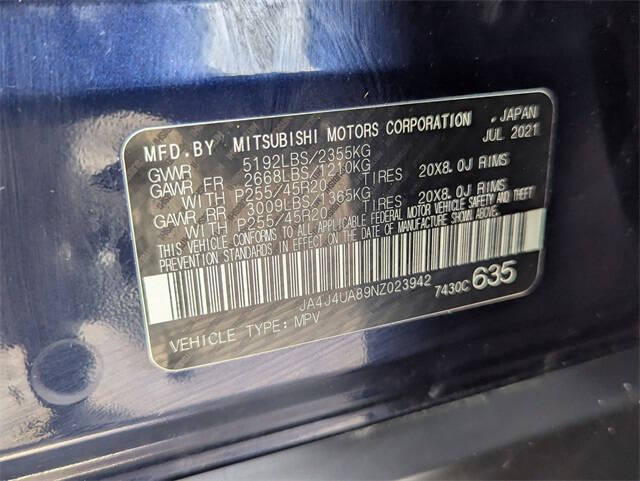 MFD.BY MITSUBISHI MOTORS CORPORATION , JAPAN
GVWR 5192LBS/2355KG JUL 2021
GAWR FR 2668LBS/1210KG
WITH P255/45R20 TIRES 20X8.0J RIMS
GAWR RR 3009LBS/1365KG
WITH P255/45R20 TIRES 20X8.0J RIMS
THIS VEHICLE CONFORMS TO ALL APPLICABLE FEDERAL MOTOR VEHICLE SAFETY AND THEFT
PREVENTION STANDARDS IN EFFECT ON THE DATE OF MANUFACTURE SHOWN ABOVE.
JA4J4UA89NZ023942 7430C 635
VEHICLE TYPE: MPV